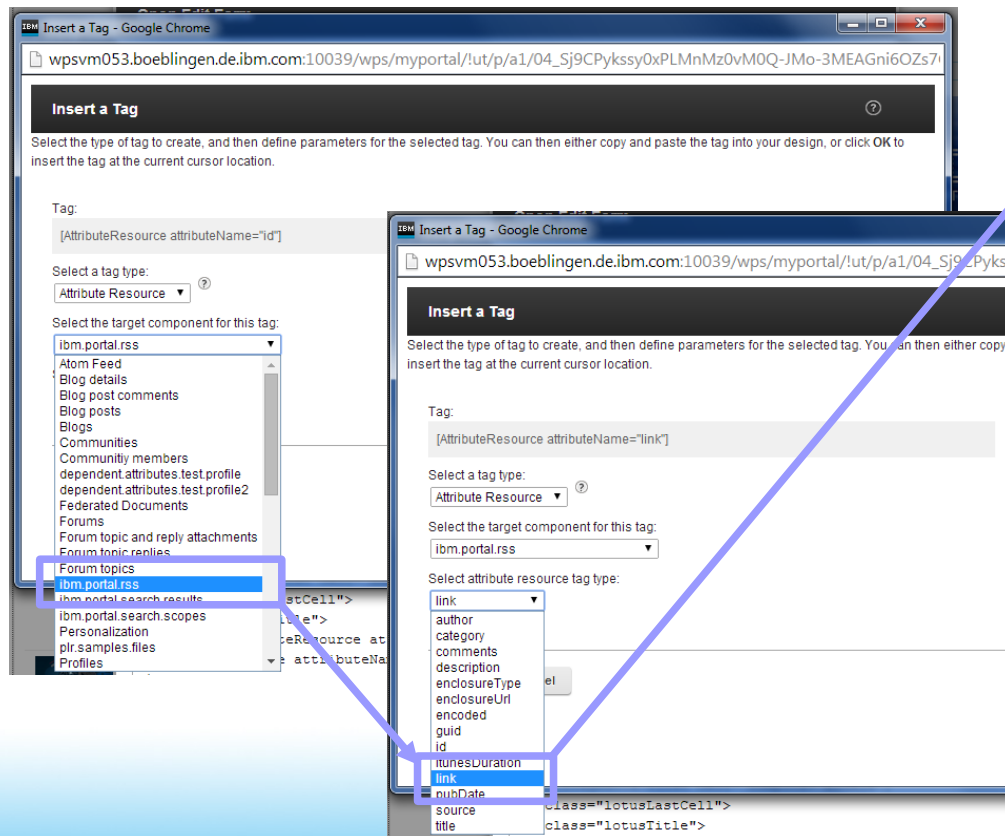 Insert a Tag - Google Chrome
wpsvm053.boeblingen.de.ibm.com:10039/wps/myportal/!ut/p/a1/04_Sj9CPykssy0xPLMnMz0vM0Q-JMo-3MEAGni6OZs7
Insert a Tag
Select the type of tag to create, and then define parameters for the selected tag. You can then either copy and paste the tag into your design, or click OK to
insert the tag at the current cursor location.
Tag:
[AttributeResource attributeName="id"]
Select a tag type:
Attribute Resource
Select the target component for this tag:
ibm.portal.rss
Atom Feed
Blog details
Blog post comments
Blog posts
Blogs
Communities
Communitiy members
dependent.attributes.test.profile
dependent.attributes.test.profile2
Federated Documents
Forums
Forum topic and reply attachments
Forum topic replies
Forum topics
ibm.portal.rss
ibm.portal.search.results
ibm.portal.search.scopes
Personalization
plr.samples.files
Profiles
Insert a Tag - Google Chrome
wpsvm053.boeblingen.de.ibm.com:10039/wps/myportal/!ut/p/a1/04_Sj9CPyks
Insert a Tag
Select the type of tag to create, and then define parameters for the selected tag. You can then either copy
insert the tag at the current cursor location.
Tag:
[AttributeResource attributeName="link"]
Select a tag type:
Attribute Resource
Select the target component for this tag:
ibm.portal.rss
Select attribute resource tag type:
link
author
category
comments
description
enclosureType
enclosureUrl
encoded
guid
id
itunesDuration
link
pubDate
source
title
class="lotusLastCell">
class="lotusTitle">